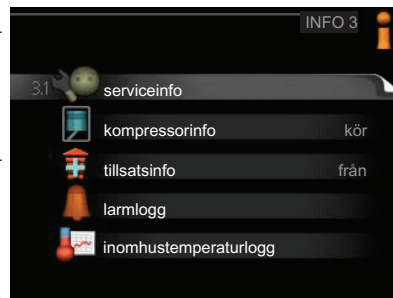 INFO 3
3.1 serviceinfo
kompressorinfo kör
tillsatsinfo från
larmlogg
inomhustemperaturlogg